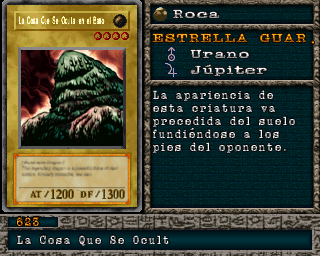 La Cosa Que Se Ocult en el Barro
AT/1200 DF/1300
Roca
ESTRELLA GUAR.
Urano
Júpiter
La apariencia de
esta criatura va
precedida del suelo
fundiéndose a los
pies del oponente.
623
La Cosa Que Se Ocult